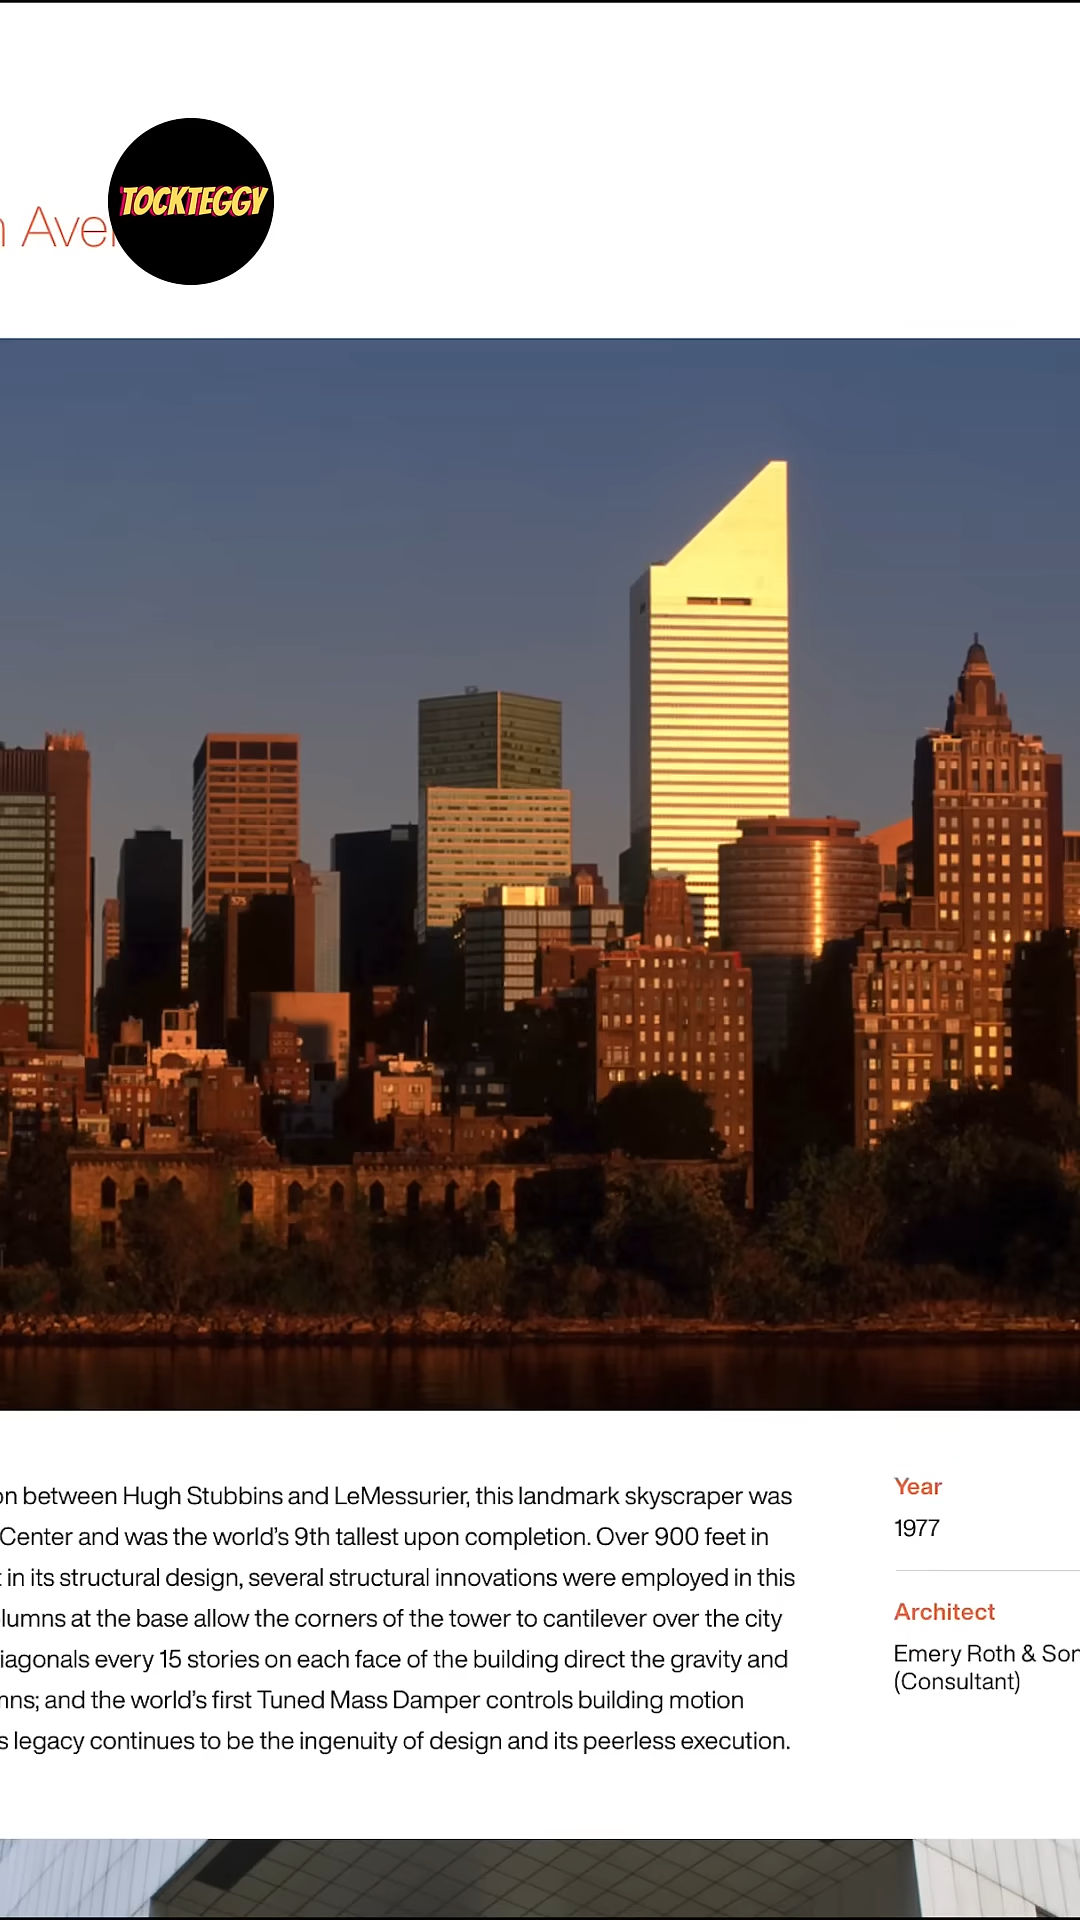 Ave
TOCKTEGGY
575
on between Hugh Stubbins and LeMessurier, this landmark skyscraper was
Center and was the world's 9th tallest upon completion. Over 900 feet in
in its structural design, several structural innovations were employed in this
lumns at the base allow the corners of the tower to cantilever over the city
iagonals every 15 stories on each face of the building direct the gravity and
mns; and the world's first Tuned Mass Damper controls building motion
s legacy continues to be the ingenuity of design and its peerless execution.
Year
1977
Architect
Emery Roth & Son
(Consultant)